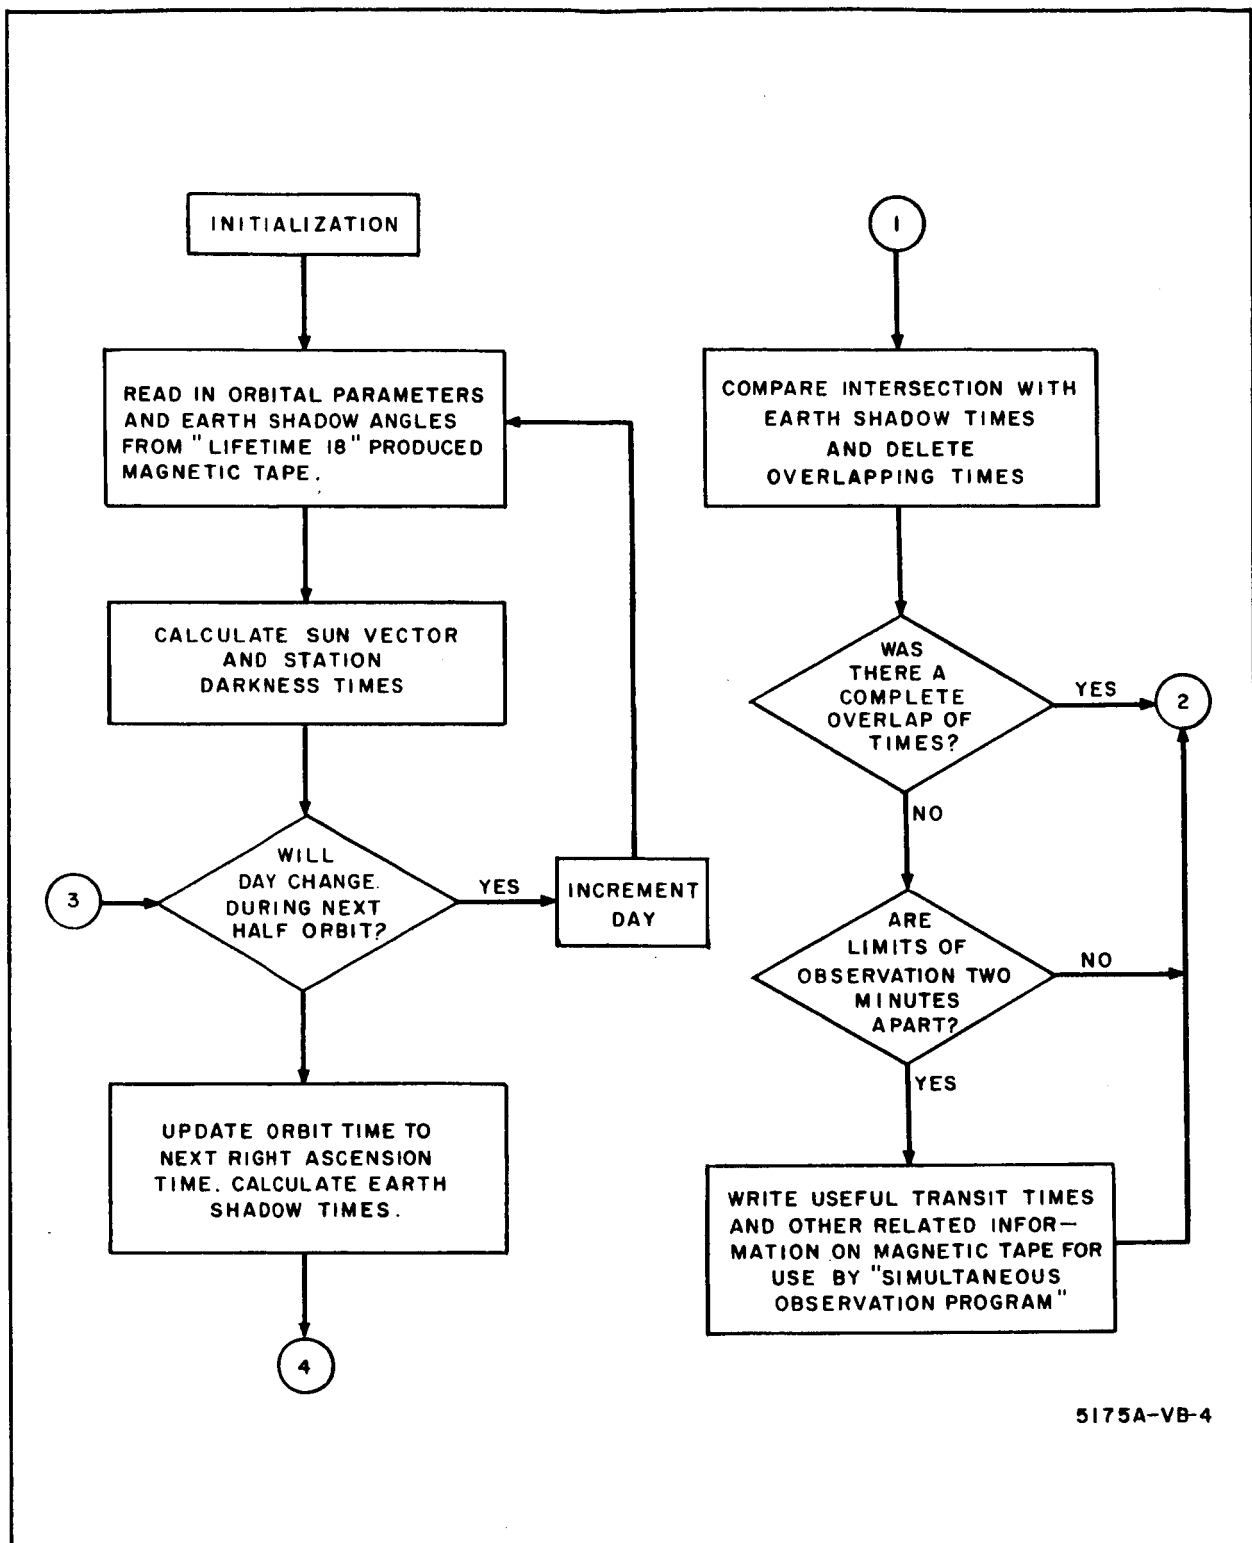 INITIALIZATION
READ IN ORBITAL PARAMETERS
AND EARTH SHADOW ANGLES
FROM "LIFETIME 18" PRODUCED
MAGNETIC TAPE.
CALCULATE SUN VECTOR
AND STATION
DARKNESS TIMES
3
WILL
DAY CHANGE.
DURING NEXT
HALF ORBIT?
YES
INCREMENT
DAY
UPDATE ORBIT TIME TO
NEXT RIGHT ASCENSION
TIME. CALCULATE EARTH
SHADOW TIMES.
4
1
COMPARE INTERSECTION WITH
EARTH SHADOW TIMES
AND DELETE
OVERLAPPING TIMES
WAS
THERE A
COMPLETE
OVERLAP OF
TIMES?
YES
2
NO
ARE
LIMITS OF
OBSERVATION TWO
MINUTES
APART?
NO
YES
WRITE USEFUL TRANSIT TIMES
AND OTHER RELATED INFOR-
MATION ON MAGNETIC TAPE FOR
USE BY "SIMULTANEOUS
OBSERVATION PROGRAM"
5175A-VB-4